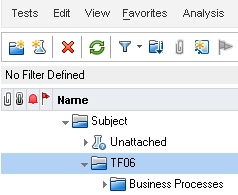 Tests Edit View Favorites Analysis
No Filter Defined
Name
Subject
Unattached
TF06
Business Processes